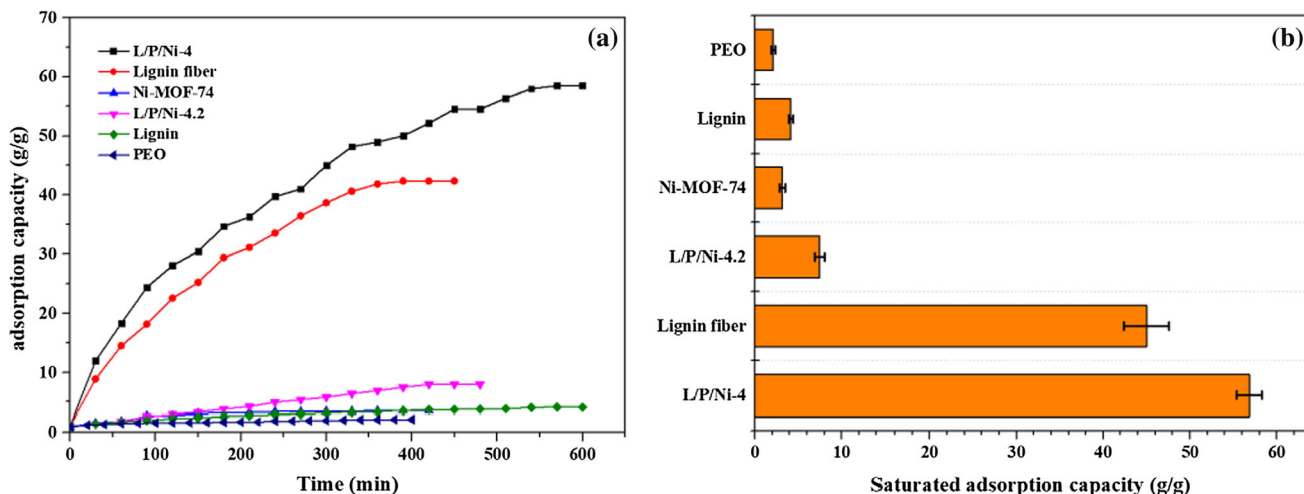 (a)
70
60
50
40
30
20
10
0
adsorption capacity (g/g)
L/P/Ni-4
Lignin fiber
Ni-MOF-74
L/P/Ni-4.2
Lignin
PEO
0 100 200 300 400 500 600
Time (min)
(b)
PEO
Lignin
Ni-MOF-74
L/P/Ni-4.2
Lignin fiber
L/P/Ni-4
0 10 20 30 40 50 60
Saturated adsorption capacity (g/g)